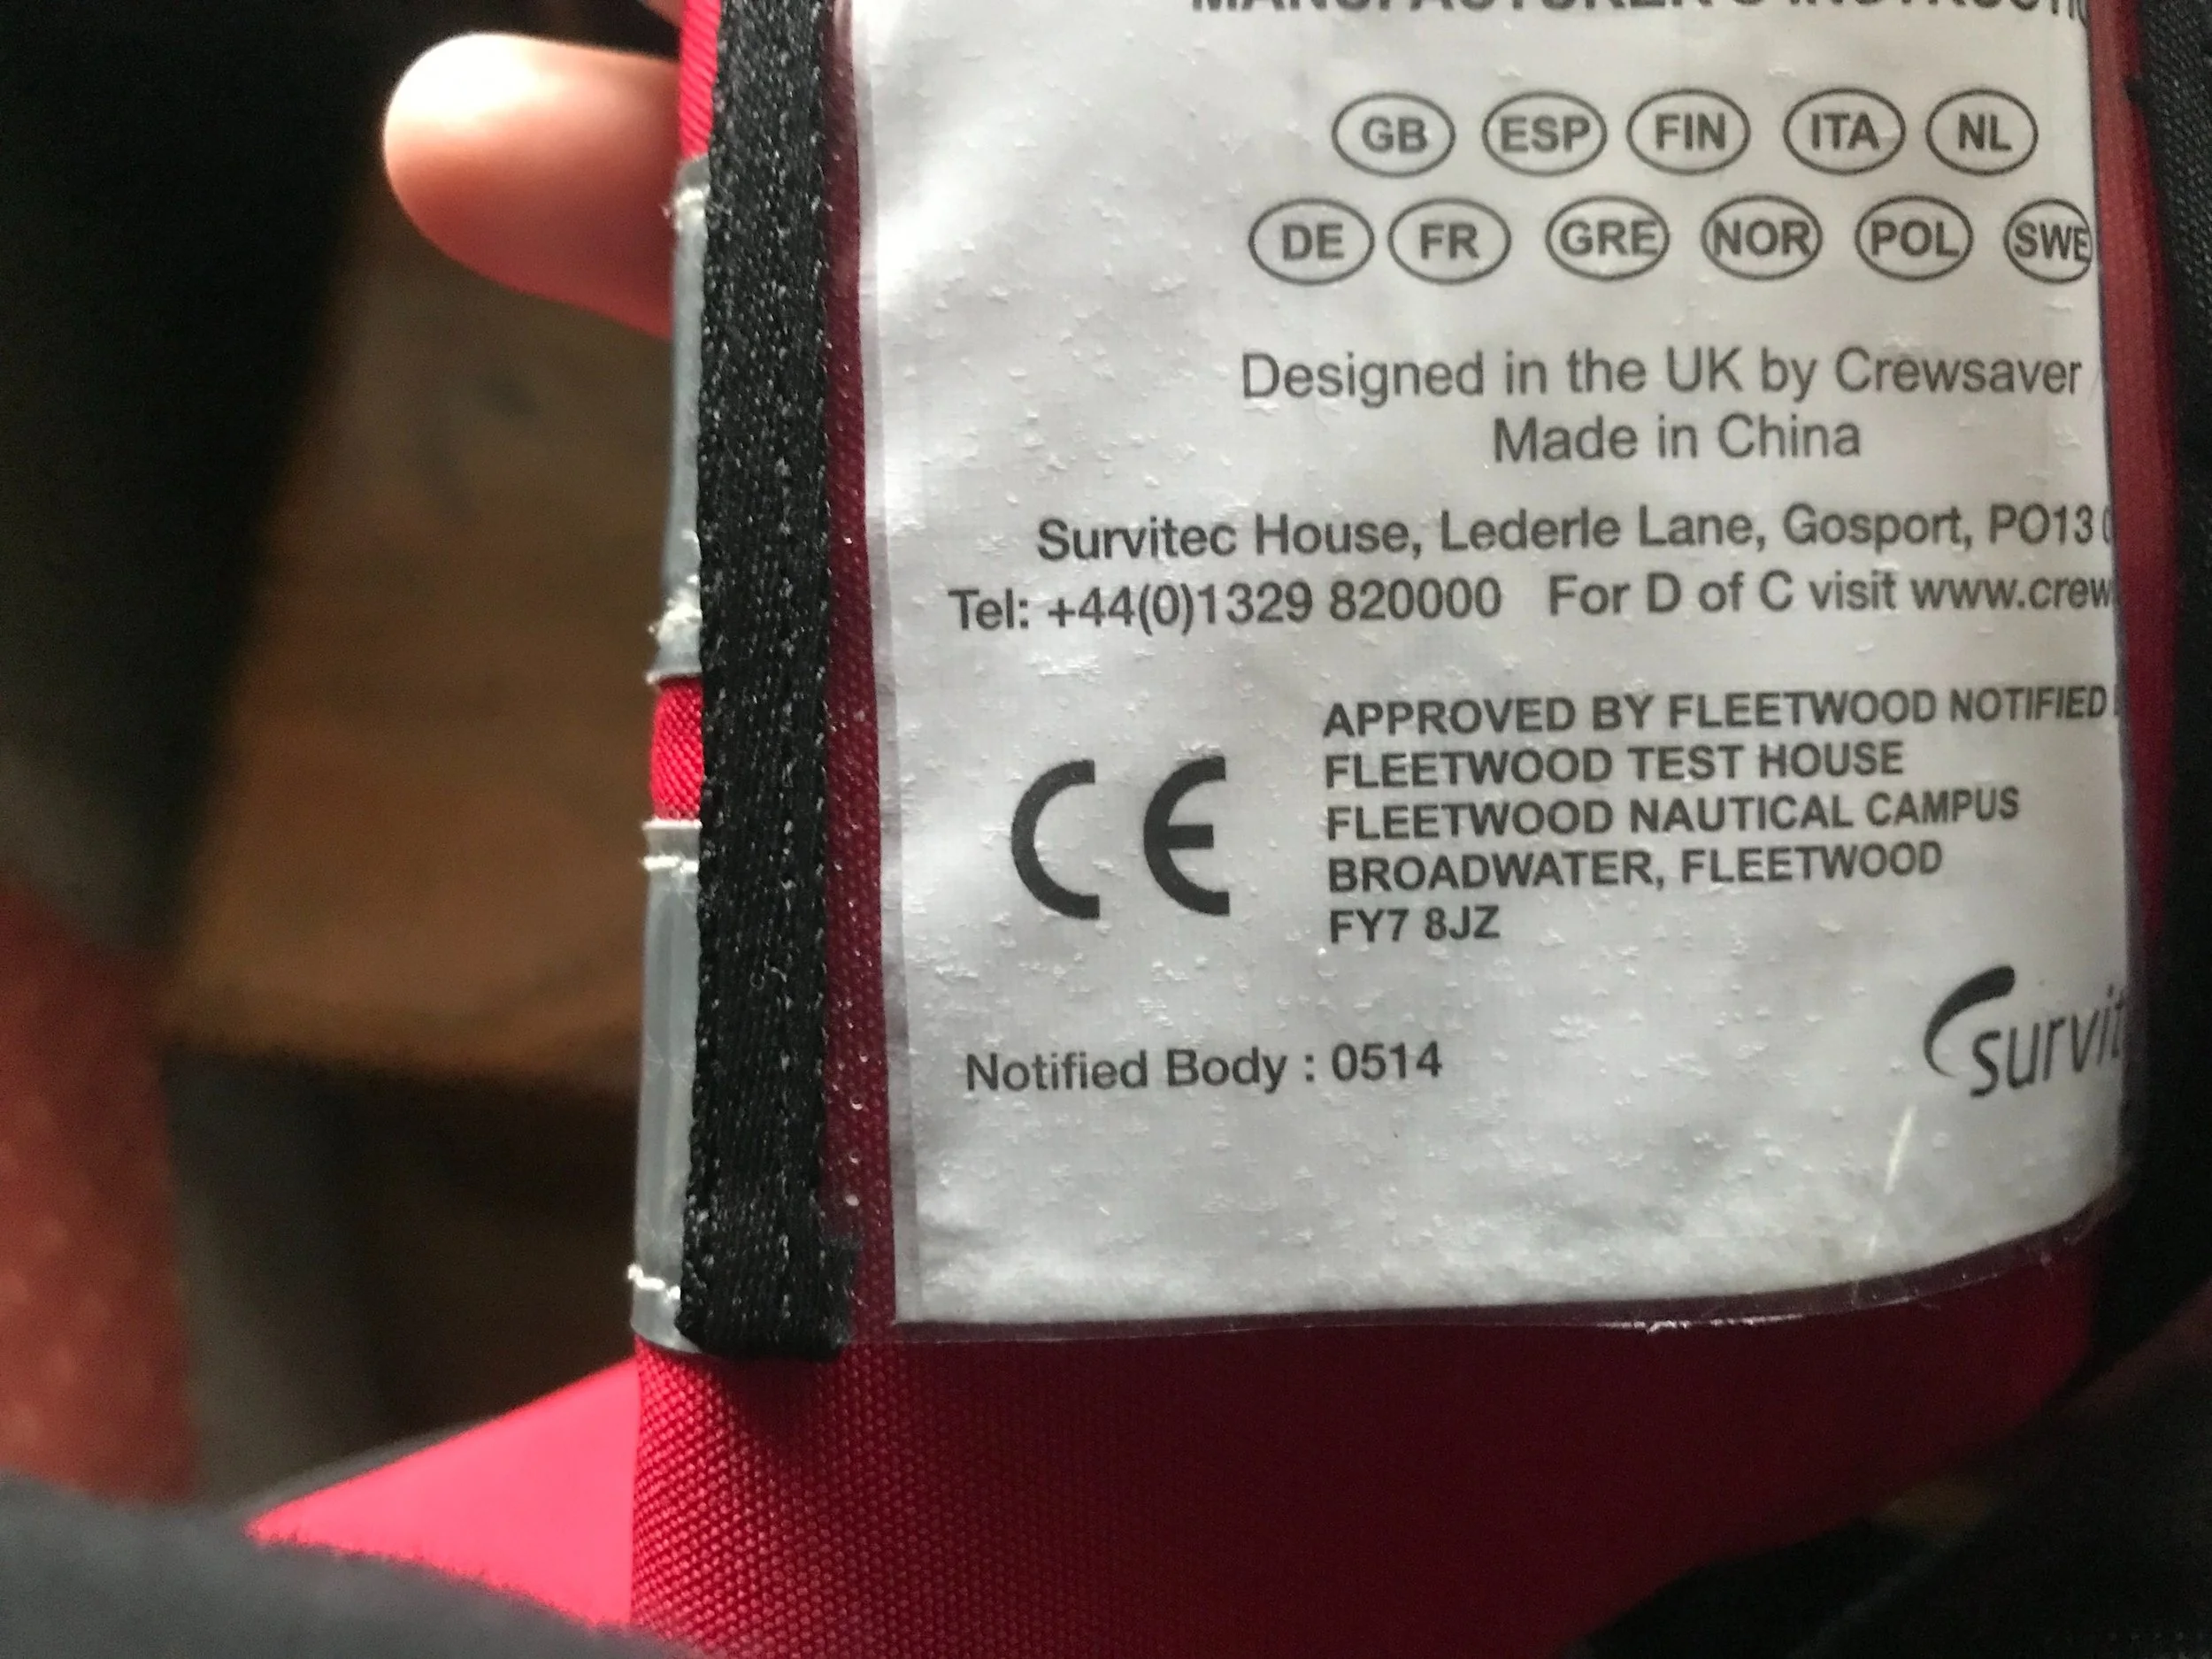 GB ESP FIN ITA NL
DE FR GRE NOR POL SWE
Designed in the UK by Crewsaver
Made in China
Survitec House, Lederle Lane, Gosport, PO13
Tel: +44(0)1329 820000 For D of C visit www.crew
APPROVED BY FLEETWOOD NOTIFIED
FLEETWOOD TEST HOUSE
FLEETWOOD NAUTICAL CAMPUS
CE
BROADWATER, FLEETWOOD
FY7 8JZ
survit
Notified Body : 0514